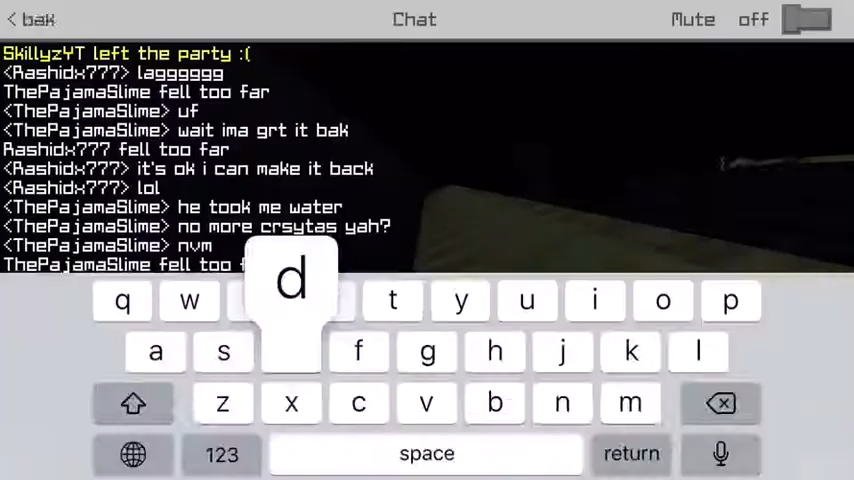 bak
Chat
Mute off
SkillyzYT left the party :(
<Rashidx777> lagggggg
ThePajamaSlime fell too far
<ThePajamaSlime> uf
<ThePajamaSlime> wait ima grt it bak
Rashidx777 fell too far
<Rashidx777> it's ok i can make it back
<Rashidx777> lol
<ThePajamaSlime> he took me water
<ThePajamaSlime> no more crsytas yah?
<ThePajamaSlime> nvm
ThePajamaSlime fell too
d
q w t y u i o p
a s f g h j k l
z x c v b n m
123 space return